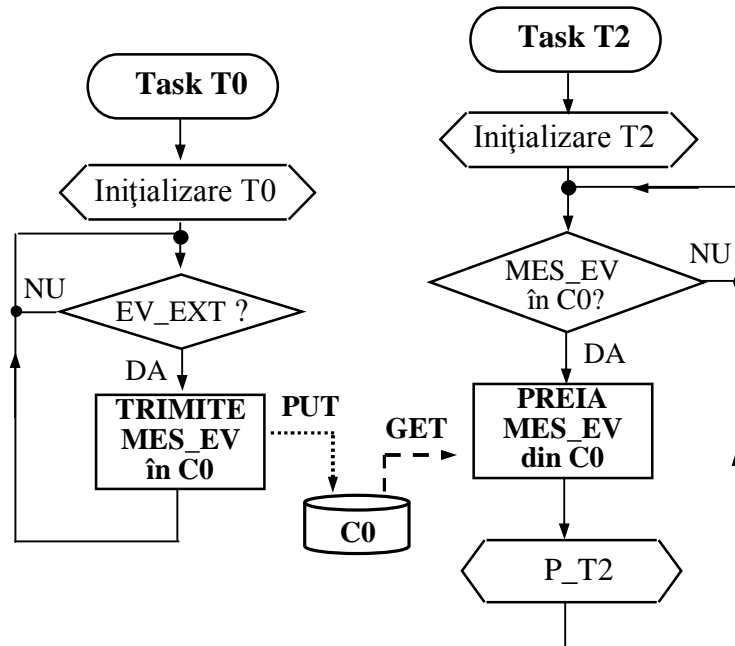 Task T0
Iniţializare T0
NU
EV_EXT ?
DA
TRIMITE
MES_EV
în C0
PUT
C0
GET
Task T2
Iniţializare T2
MES_EV
în C0?
NU
DA
PREIA
MES_EV
din C0
P_T2